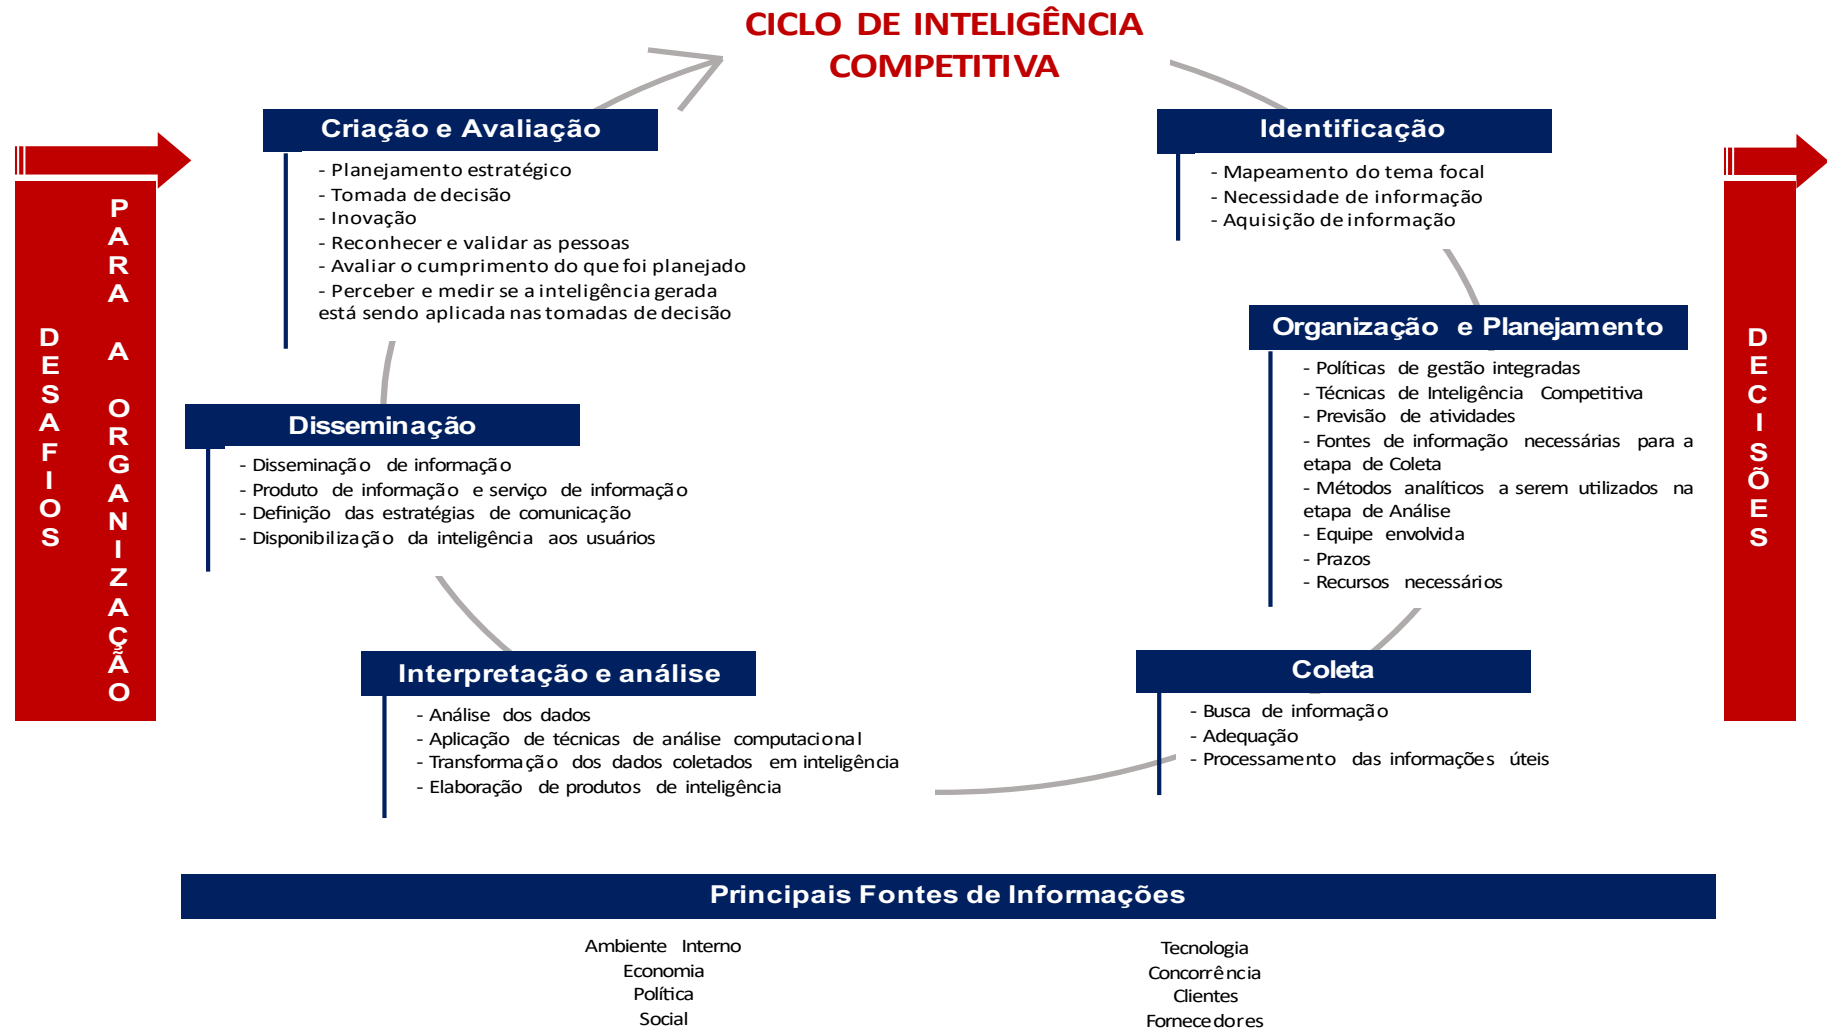 CICLO DE INTELIGÊNCIA
COMPETITIVA
DESAFIOS
PARA A ORGANIZAÇÃO
Criação e Avaliação
- Planejamento estratégico
- Tomada de decisão
- Inovação
- Reconhecer e validar as pessoas
- Avaliar o cumprimento do que foi planejado
- Perceber e medir se a inteligência gerada
está sendo aplicada nas tomadas de decisão
Identificação
- Mapeamento do tema focal
- Necessidade de informação
- Aquisição de informação
Organização e Planejamento
- Políticas de gestão integradas
- Técnicas de Inteligência Competitiva
- Previsão de atividades
- Fontes de informação necessárias para a
etapa de Coleta
- Métodos analíticos a serem utilizados na
etapa de Análise
- Equipe envolvida
- Prazos
- Recursos necessários
Disseminação
- Disseminação de informação
- Produto de informação e serviço de informação
- Definição das estratégias de comunicação
- Disponibilização da inteligência aos usuários
Interpretação e análise
- Análise dos dados
- Aplicação de técnicas de análise computacional
- Transformação dos dados coletados em inteligência
- Elaboração de produtos de inteligência
Coleta
- Busca de informação
- Adequação
- Processamento das informações úteis
DECISÕES
Principais Fontes de Informações
Ambiente Interno
Economia
Política
Social
Tecnologia
Concorrência
Clientes
Fornecedores